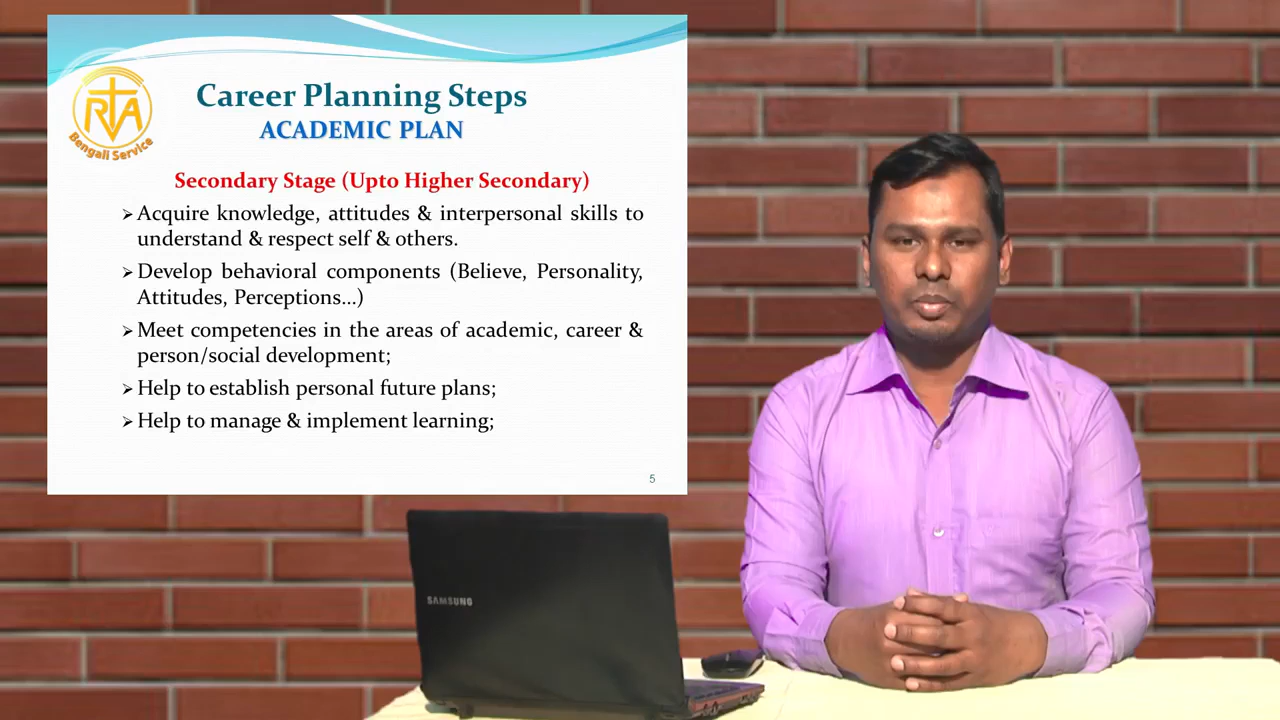 RVA
Bengali Service
Career Planning Steps
ACADEMIC PLAN
Secondary Stage (Upto Higher Secondary)
➢ Acquire knowledge, attitudes & interpersonal skills to
understand & respect self & others.
➢ Develop behavioral components (Believe, Personality,
Attitudes, Perceptions...)
➢ Meet competencies in the areas of academic, career &
person/social development;
➢ Help to establish personal future plans;
➢ Help to manage & implement learning;
5
SAMSUNG